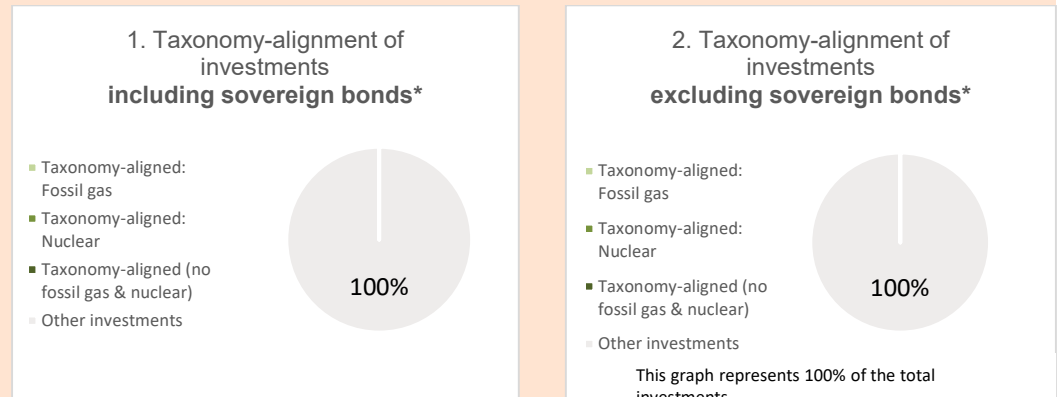 1. Taxonomy-alignment of
investments
including sovereign bonds*
Taxonomy-aligned:
Fossil gas
Taxonomy-aligned:
Nuclear
Taxonomy-aligned (no
fossil gas & nuclear)
Other investments
100%
2. Taxonomy-alignment of
investments
excluding sovereign bonds*
Taxonomy-aligned:
Fossil gas
Taxonomy-aligned:
Nuclear
Taxonomy-aligned (no
fossil gas & nuclear)
Other investments
100%
This graph represents 100% of the total
investments